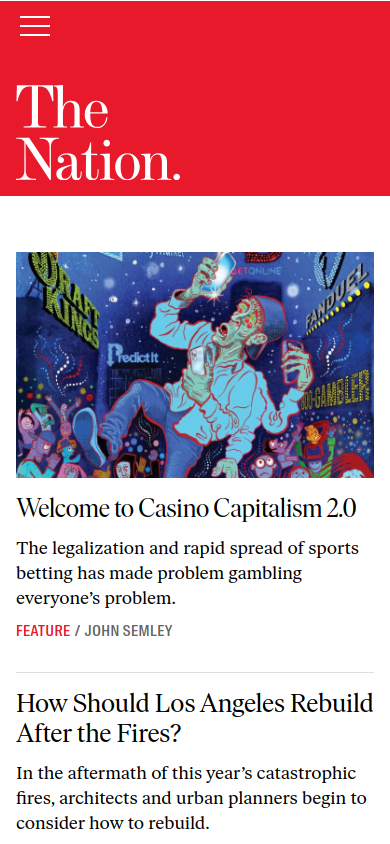 The
Nation.
DRAFT
KINGS
BETONLINE
FANDUEL
PredictIt
Welcome to Casino Capitalism 2.0
The legalization and rapid spread of sports
betting has made problem gambling
everyone’s problem.
FEATURE / JOHN SEMLEY
How Should Los Angeles Rebuild
After the Fires?
In the aftermath of this year’s catastrophic
fires, architects and urban planners begin to
consider how to rebuild.